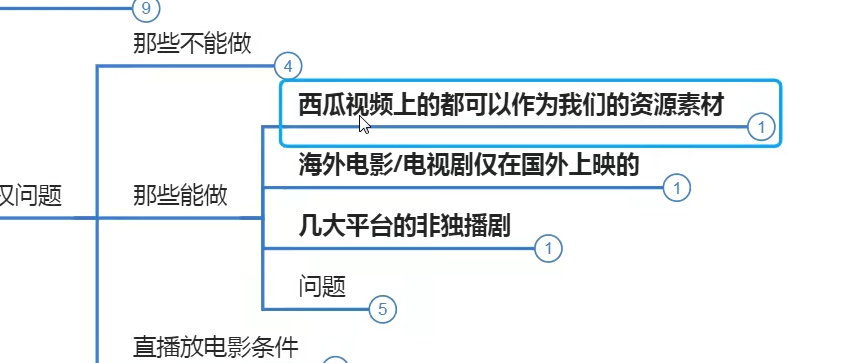 9
那些不能做
4
西瓜视频上的都可以作为我们的资源素材
1
海外电影/电视剧仅在国外上映的
1
权问题
那些能做
几大平台的非独播剧
1
问题
5
直播放电影条件